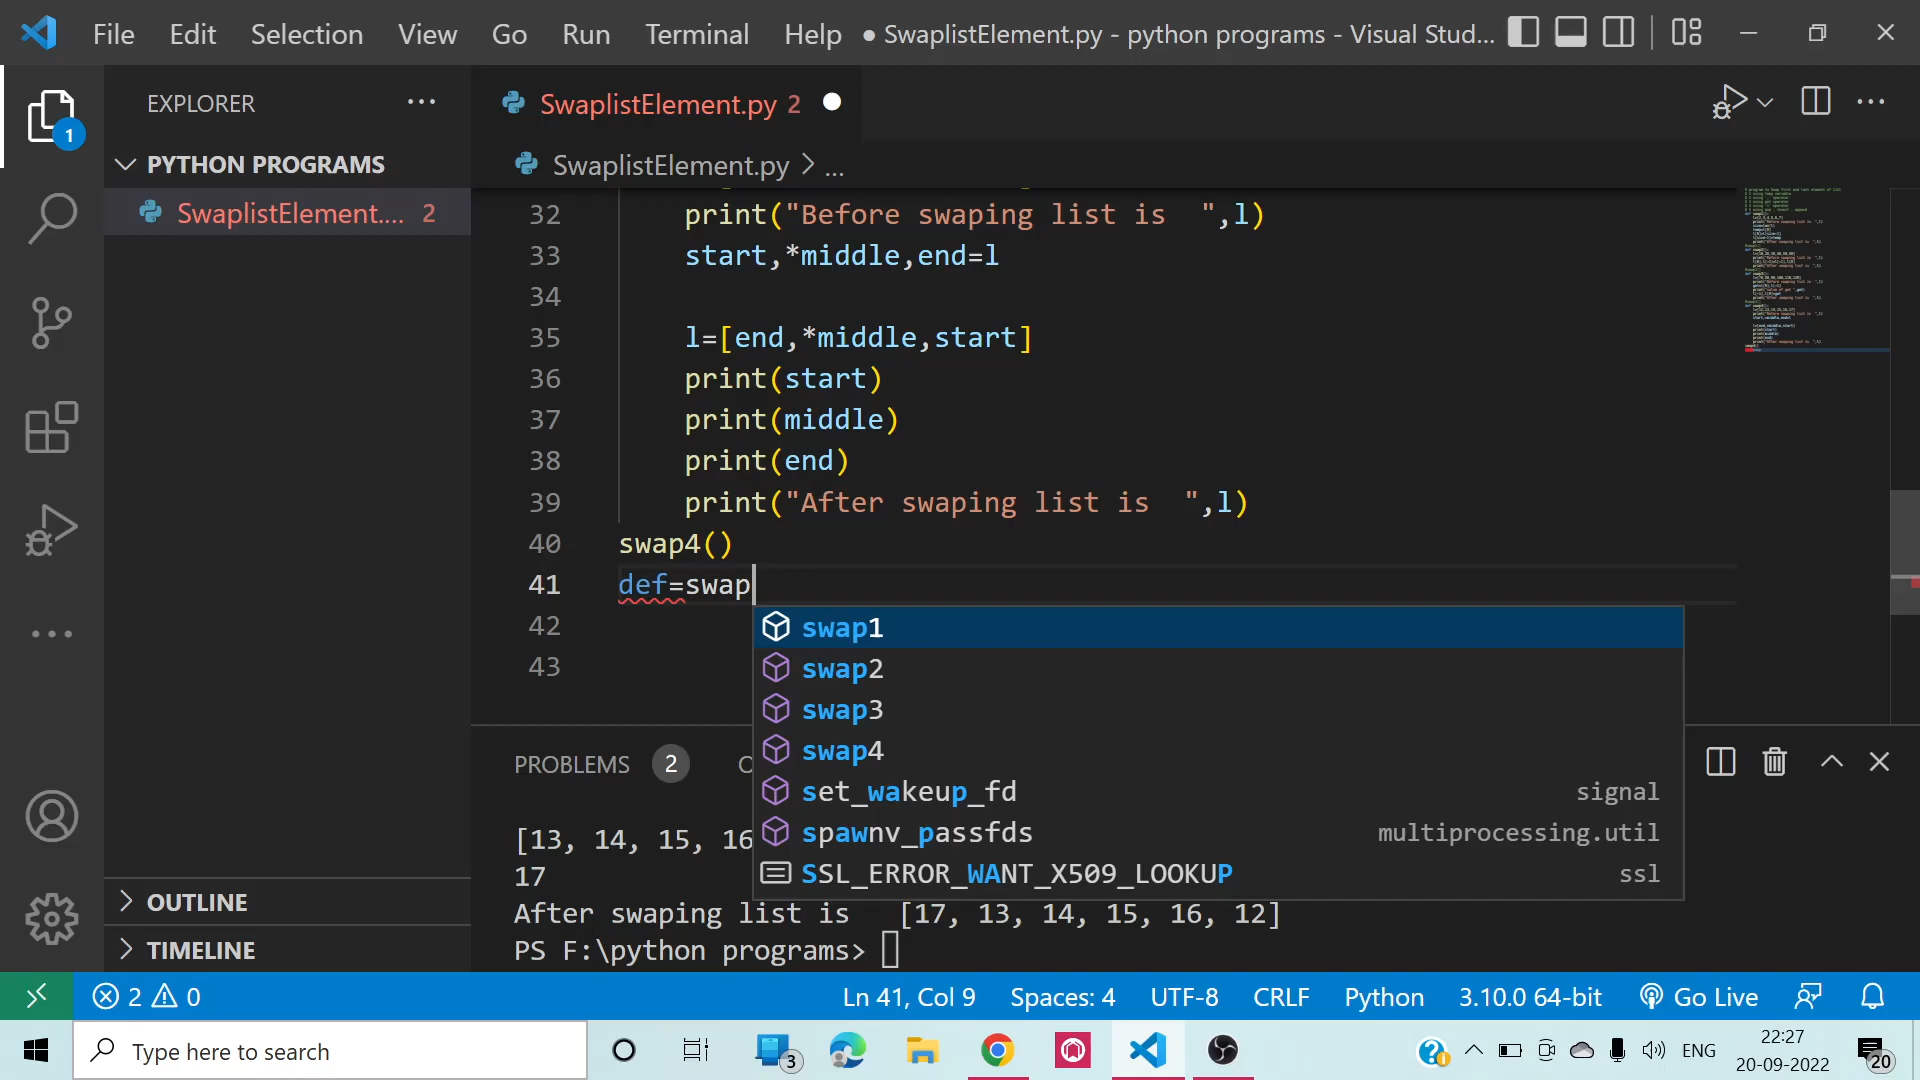 File Edit Selection View Go Run Terminal Help ● SwaplistElement.py - python programs - Visual Stud...
EXPLORER
PYTHON PROGRAMS
SwaplistElement.... 2
SwaplistElement.py 2
SwaplistElement.py > ...
32 print("Before swaping list is  ",l)
33 start,*middle,end=l
34
35 l=[end,*middle,start]
36 print(start)
37 print(middle)
38 print(end)
39 print("After swaping list is  ",l)
40 swap4()
41 def=swap
42
43
swap1
swap2
swap3
swap4
set_wakeup_fd signal
spawnv_passfds multiprocessing.util
SSL_ERROR_WANT_X509_LOOKUP ssl
PROBLEMS 2
[13, 14, 15, 16
17
After swaping list is   [17, 13, 14, 15, 16, 12]
PS F:\python programs>
OUTLINE
TIMELINE
1
2 0 Ln 41, Col 9 Spaces: 4 UTF-8 CRLF Python 3.10.0 64-bit Go Live
Type here to search
3
ENG
22:27
20-09-2022
20